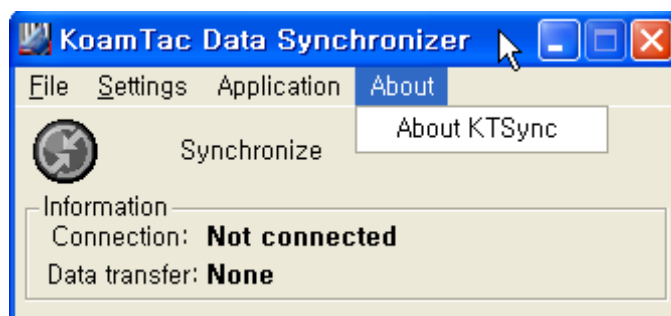 KoamTac Data Synchronizer
File Settings Application About
About KTSync
Synchronize
Information
Connection: Not connected
Data transfer: None